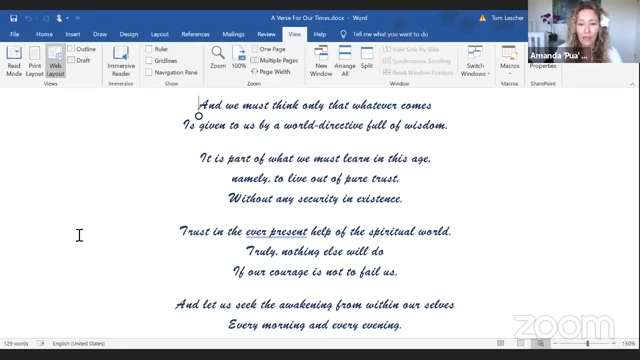 A Verse For Our Times.docx - Word
Tom Lescher
File
Home
Insert
Design
Layout
References
Mailings
Review
View
Help
Tell me what you want to do
Amanda 'Pua'
Read Mode
Print Layout
Web Layout
Outline
Draft
Immersive Reader
Ruler
Gridlines
Navigation Pane
Zoom
100%
One Page
Multiple Pages
Page Width
New Window
Arrange All
Split
View Side by Side
Synchronous Scrolling
Reset Window Position
Switch Windows
Macros
Properties
Views
Immersive
Show
Zoom
Window
Macros
SharePoint
And we must think only that whatever comes
Is given to us by a world-directive full of wisdom.
It is part of what we must learn in this age,
namely, to live out of pure trust,
Without any security in existence.
Trust in the ever present help of the spiritual world.
Truly, nothing else will do
If our courage is not to fail us.
And let us seek the awakening from within our selves
Every morning and every evening.
129 words
English (United States)
150%
zoom